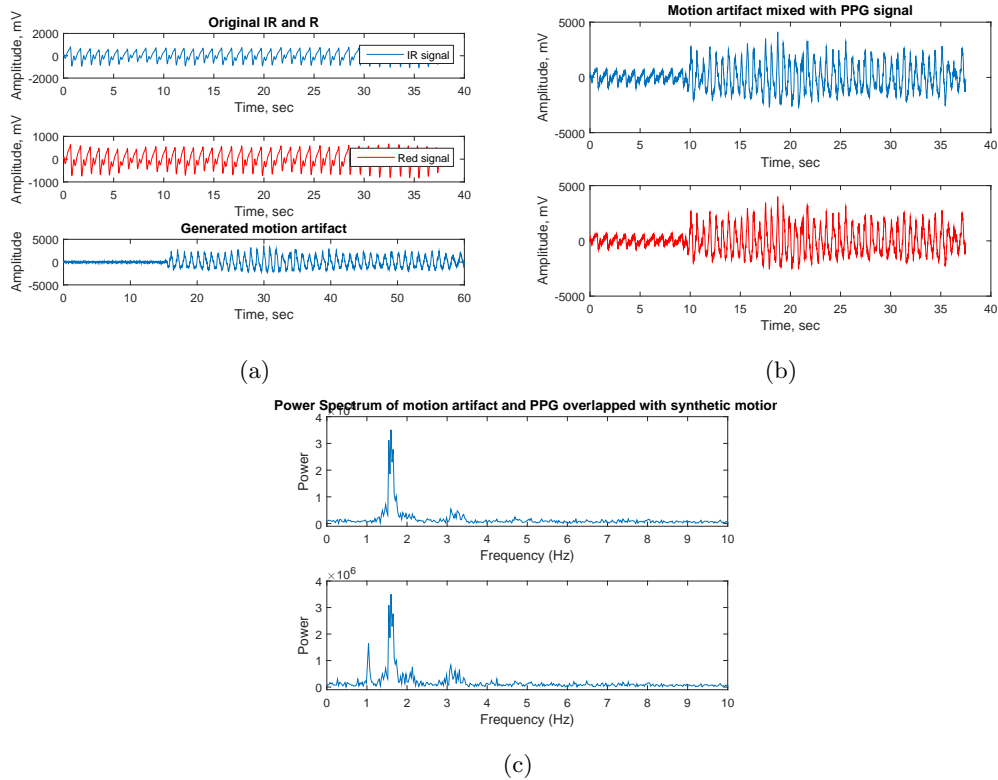 Original IR and R
Amplitude, mV
2000
0
-2000
IR signal
0 5 10 15 20 25 30 35 40
Time, sec
Amplitude, mV
1000
0
-1000
Red signal
0 5 10 15 20 25 30 35 40
Time, sec
Generated motion artifact
Amplitude
5000
0
-5000
0 10 20 30 40 50 60
Time, sec
(a)
Motion artifact mixed with PPG signal
Amplitude, mV
5000
0
-5000
0 5 10 15 20 25 30 35 40
Time, sec
Amplitude, mV
5000
0
-5000
0 5 10 15 20 25 30 35 40
Time, sec
(b)
Power Spectrum of motion artifact and PPG overlapped with synthetic motion
Power
4
3
2
1
0
0 1 2 3 4 5 6 7 8 9 10
Frequency (Hz)
×10⁶
Power
4
3
2
1
0
0 1 2 3 4 5 6 7 8 9 10
Frequency (Hz)
(c)